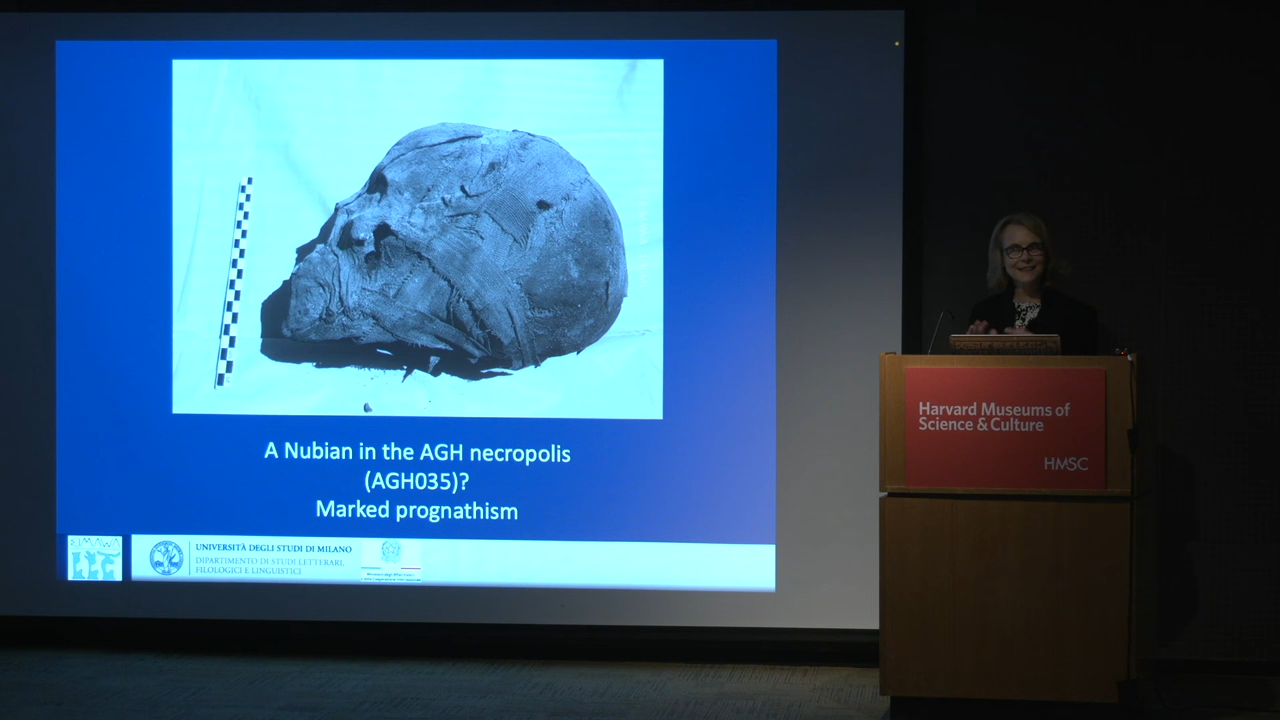 A Nubian in the AGH necropolis
(AGH035)?
Marked prognathism
EIMAWA
UNIVERSITÀ DEGLI STUDI DI MILANO
DIPARTIMENTO DI STUDI LETTERARI,
FILOLOGICI E LINGUISTICI
Harvard Museums of
Science & Culture
HMSC